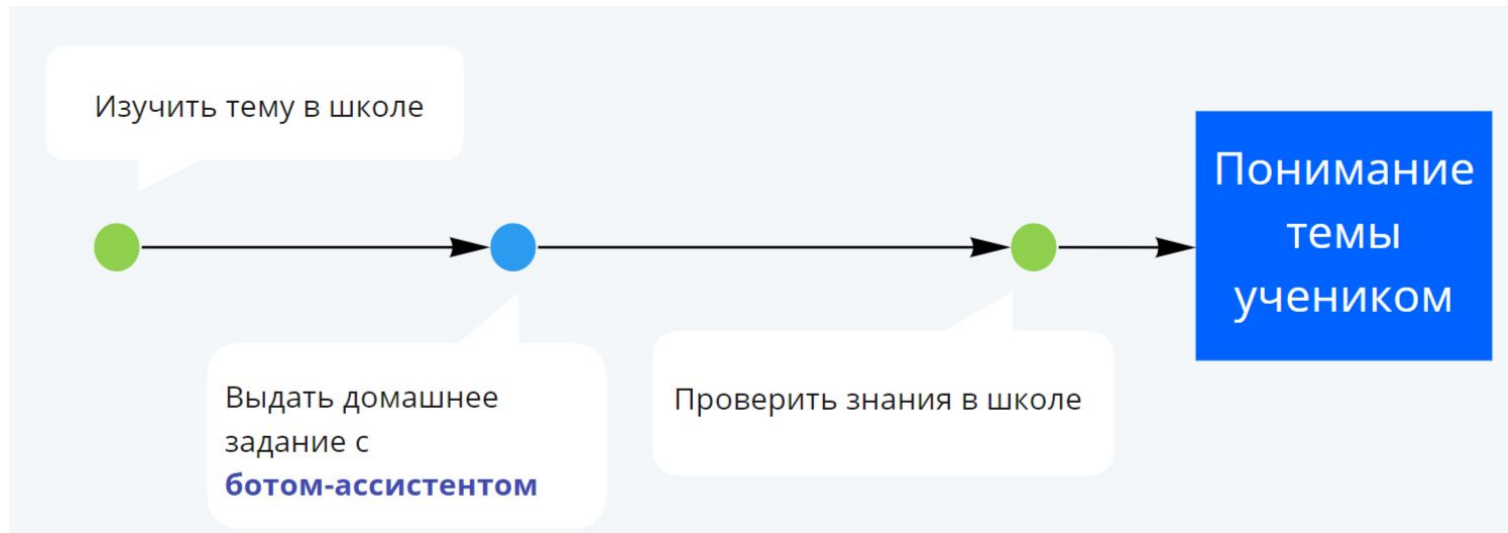 Изучить тему в школе
Выдать домашнее
задание с
ботом-ассистентом
Проверить знания в школе
Понимание
темы
учеником